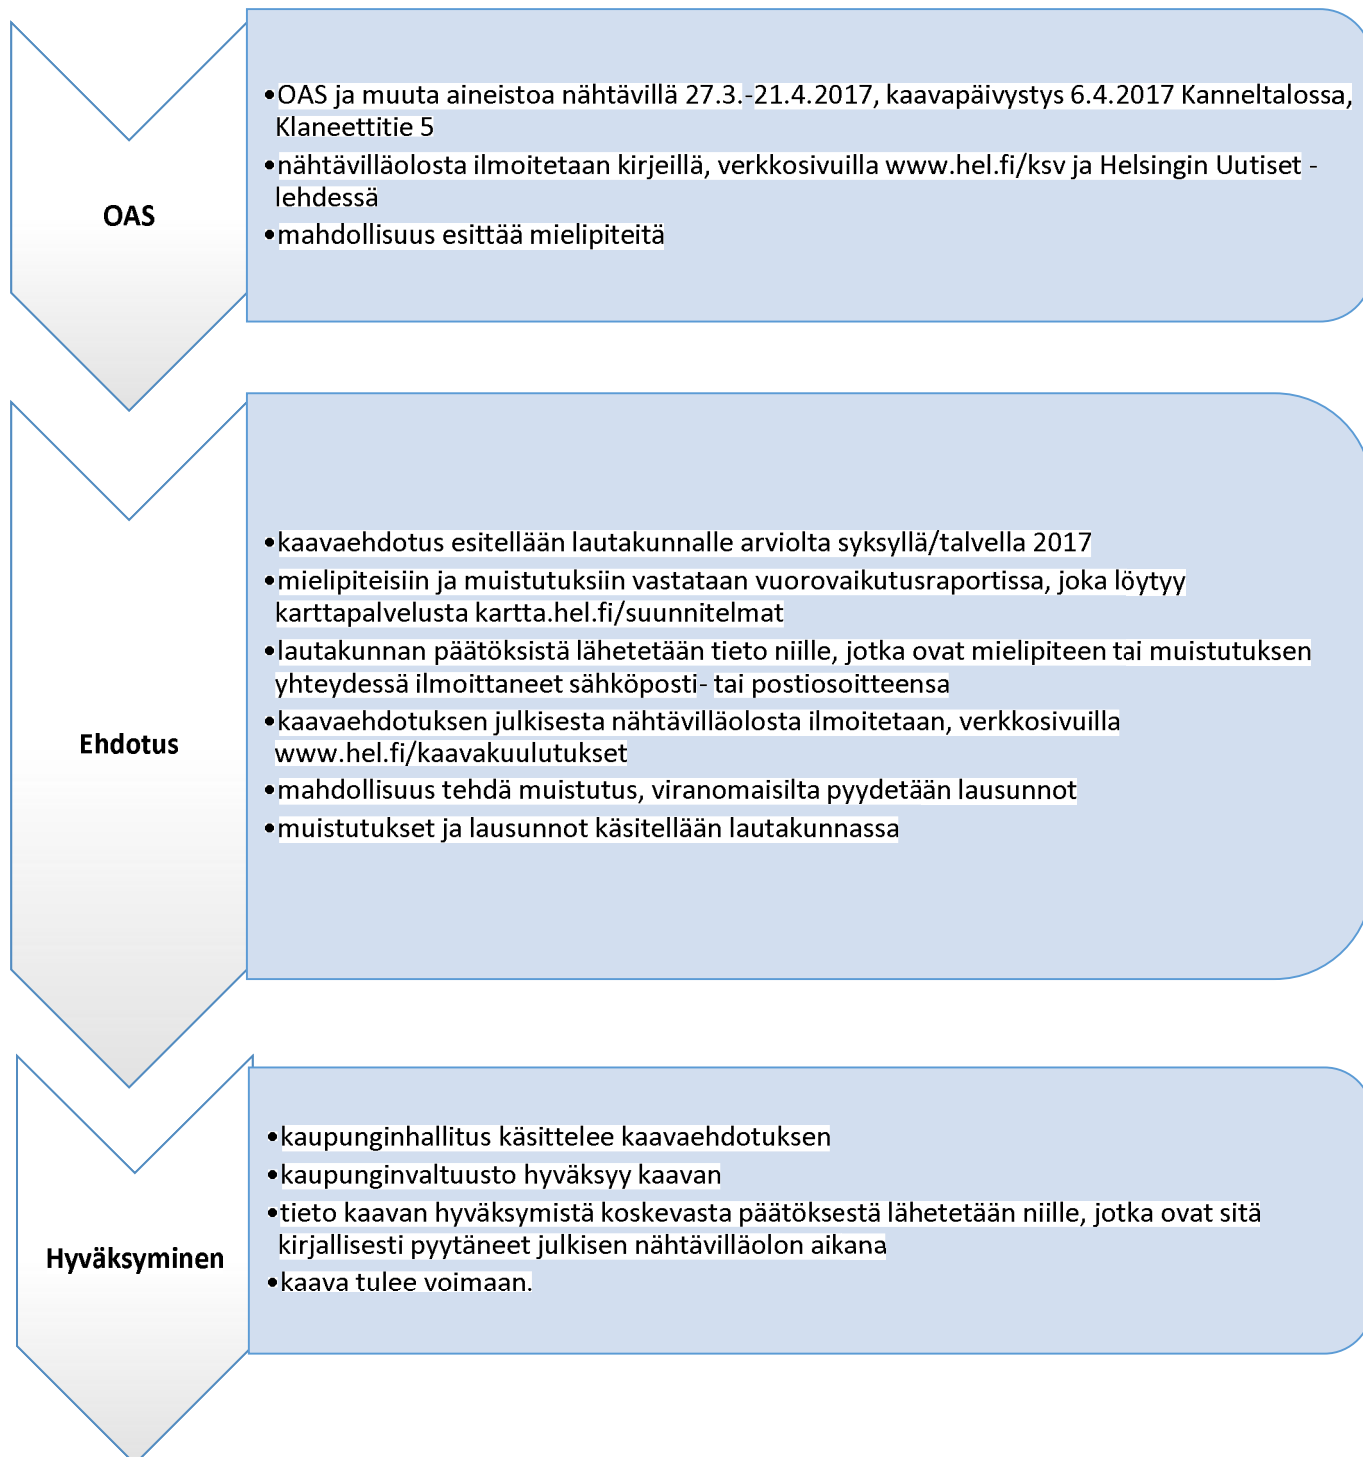 OAS
•OAS ja muuta aineistoa nähtävillä 27.3.-21.4.2017, kaavapäivystys 6.4.2017 Kanneltalossa,
Klaneettitie 5
•nähtävilläolosta ilmoitetaan kirjeillä, verkkosivuilla www.hel.fi/ksv ja Helsingin Uutiset -
lehdessä
•mahdollisuus esittää mielipiteitä
Ehdotus
•kaavaehdotus esitellään lautakunnalle arviolta syksyllä/talvella 2017
•mielipiteisiin ja muistutuksiin vastataan vuorovaikutusraportissa, joka löytyy
karttapalvelusta kartta.hel.fi/suunnitelmat
•lautakunnan päätöksistä lähetetään tieto niille, jotka ovat mielipiteen tai muistutuksen
yhteydessä ilmoittaneet sähköposti- tai postiosoitteensa
•kaavaehdotuksen julkisesta nähtävilläolosta ilmoitetaan, verkkosivuilla
www.hel.fi/kaavakuulutukset
•mahdollisuus tehdä muistutus, viranomaisilta pyydetään lausunnot
•muistutukset ja lausunnot käsitellään lautakunnassa
Hyväksyminen
•kaupunginhallitus käsittelee kaavaehdotuksen
•kaupunginvaltuusto hyväksyy kaavan
•tieto kaavan hyväksymistä koskevasta päätöksestä lähetetään niille, jotka ovat sitä
kirjallisesti pyytäneet julkisen nähtävilläolon aikana
•kaava tulee voimaan.